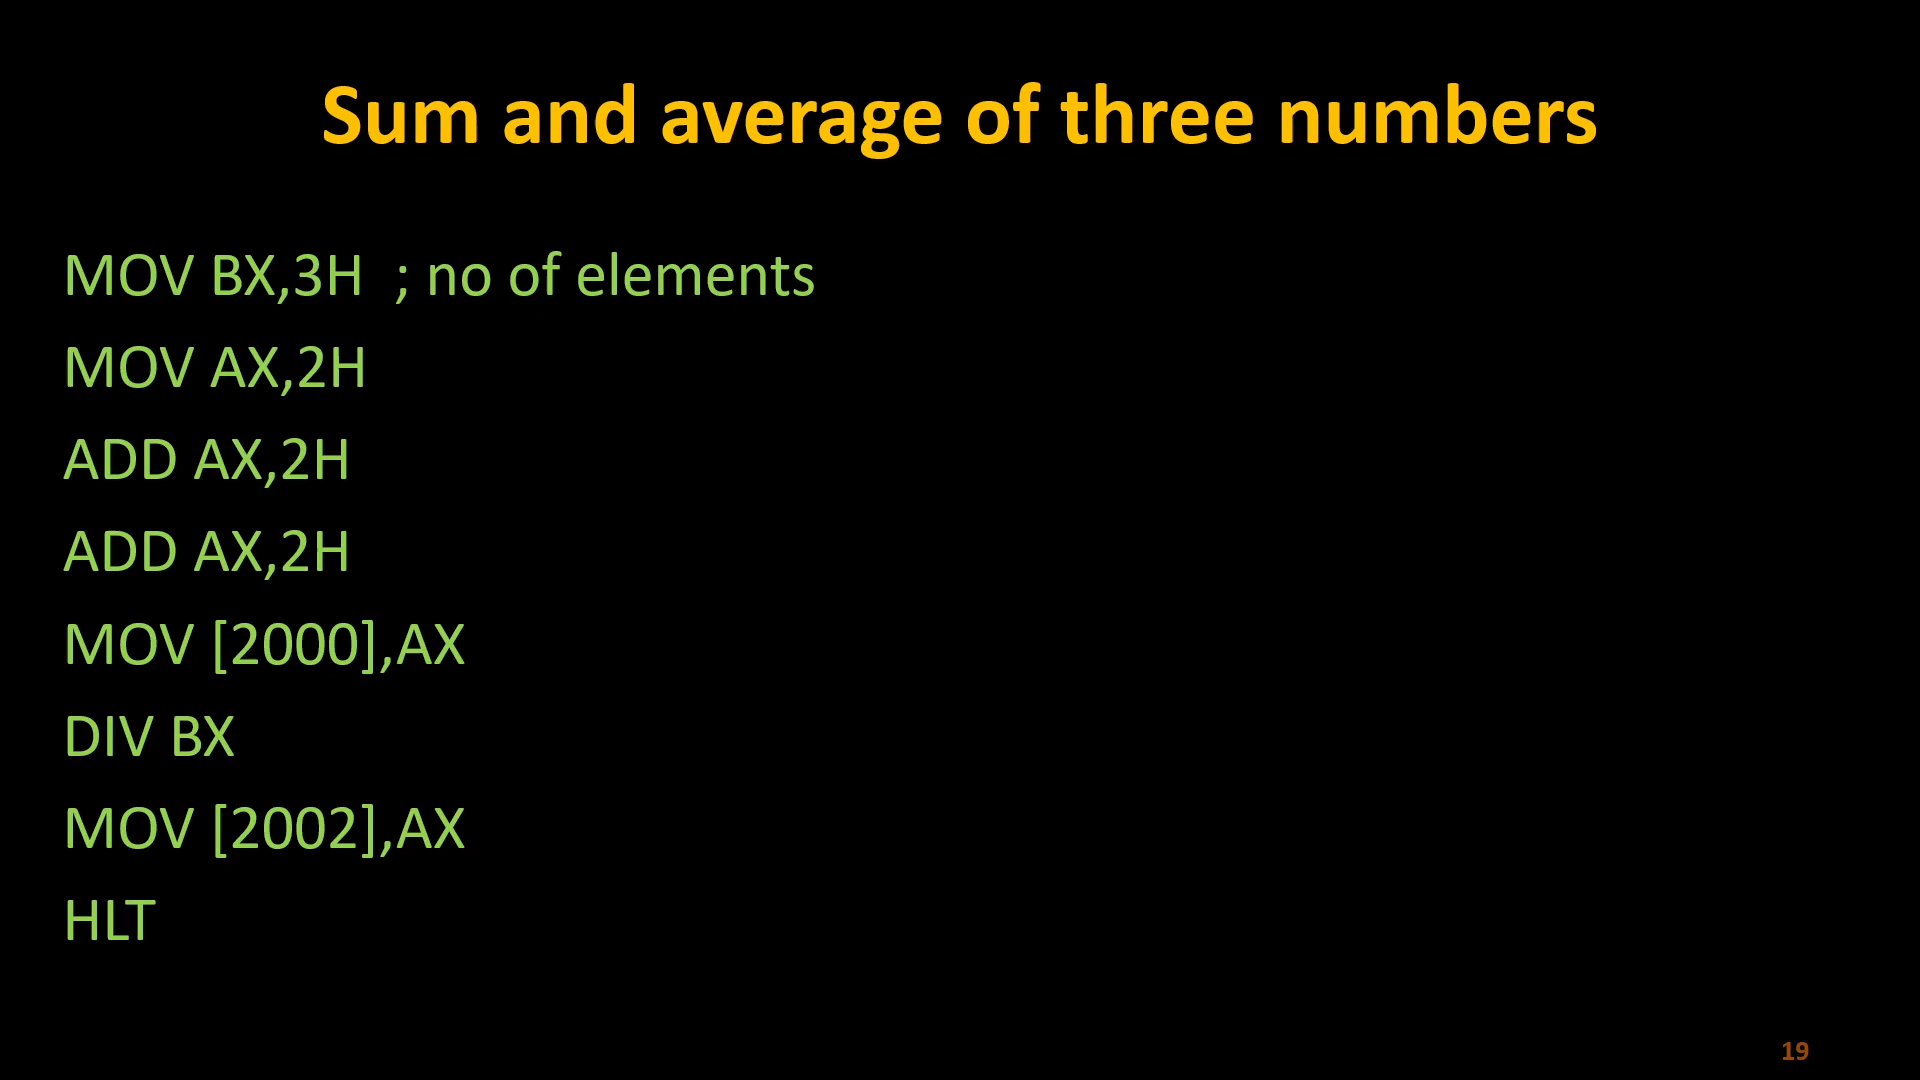 Sum and average of three numbers
MOV BX,3H  ; no of elements
MOV AX,2H
ADD AX,2H
ADD AX,2H
MOV [2000],AX
DIV BX
MOV [2002],AX
HLT
19